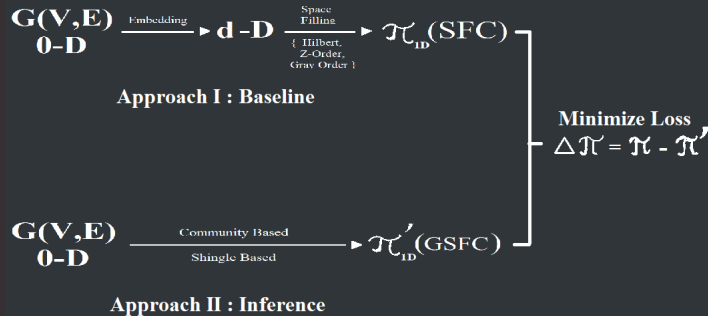 G(V,E)
0-D
Embedding
d-D
Space
Filline
{ Hilbert,
Z-Order,
Gray Order }
π1D(SFC)
Approach I : Baseline
Minimize Loss
△π = π - π′
G(V,E)
0-D
Community Based
Shingle Based
π′1D(GSFC)
Approach II : Inference